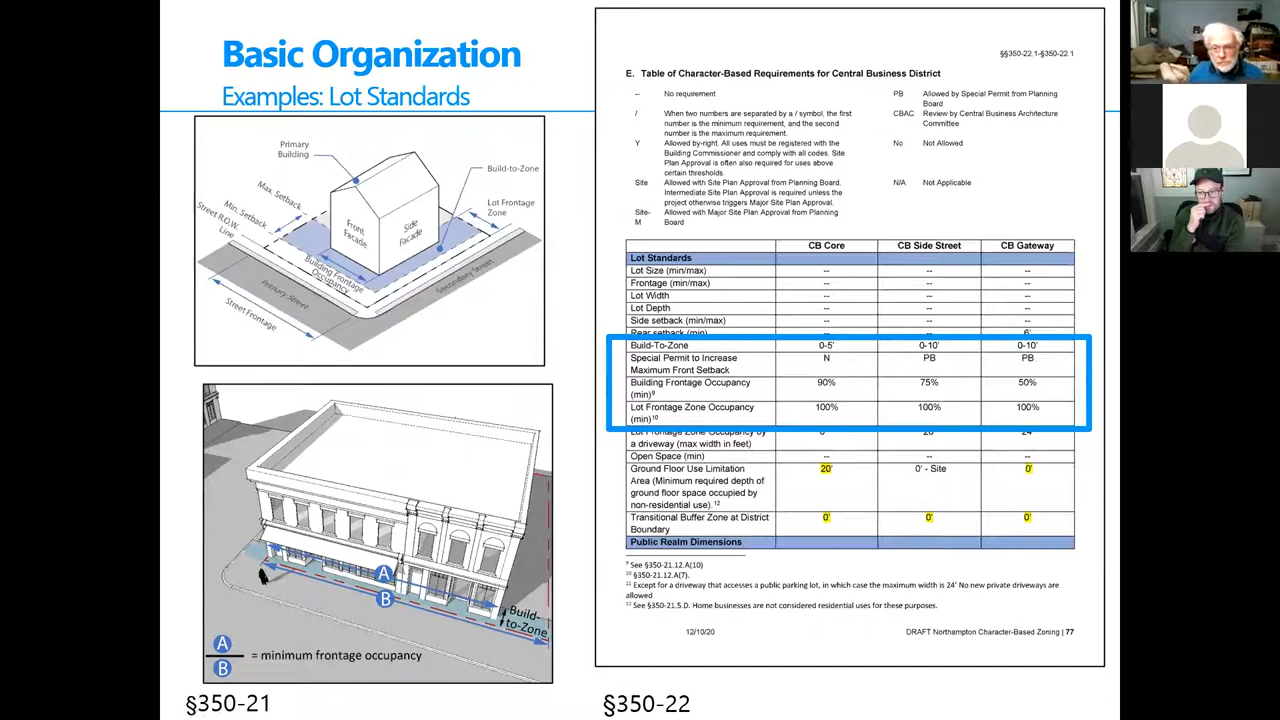 Basic Organization
Examples: Lot Standards
Primary
Building
Build-to-Zone
Max. Setback
Min. Setback
Street R.O.W.
Line
Lot Frontage
Zone
Front
Facade
Side
Facade
Building Frontage
Occupancy
Primary Street
Secondary Street
Street Frontage
A
B
Build-
to-Zone
A
B
= minimum frontage occupancy
§350-21
§§350-22.1-§350-22.1
E. Table of Character-Based Requirements for Central Business District
-- No requirement
PB Allowed by Special Permit from Planning
Board
/ When two numbers are separated by a / symbol, the first
number is the minimum requirement, and the second
number is the maximum requirement.
CBAC Review by Central Business Architecture
Committee
Y Allowed by-right. All uses must be registered with the
Building Commissioner and comply with all codes. Site
Plan Approval is often also required for uses above
certain thresholds.
No Not Allowed
Site Allowed with Site Plan Approval from Planning Board.
Intermediate Site Plan Approval is required unless the
project otherwise triggers Major Site Plan Approval.
N/A Not Applicable
Site- Allowed with Major Site Plan Approval from Planning
M Board
CB Core CB Side Street CB Gateway
Lot Standards
Lot Size (min/max) -- -- --
Frontage (min/max) -- -- --
Lot Width -- -- --
Lot Depth -- -- --
Side setback (min/max) -- -- --
Rear setback (min) -- -- 6'
Build-To-Zone 0-5' 0-10' 0-10'
Special Permit to Increase N PB PB
Maximum Front Setback
Building Frontage Occupancy 90% 75% 50%
(min)⁹
Lot Frontage Zone Occupancy 100% 100% 100%
(min)¹⁰
Lot Frontage Zone Occupancy by
a driveway (max width in feet)
Open Space (min) -- -- --
Ground Floor Use Limitation 20' 0' - Site 0'
Area (Minimum required depth of
ground floor space occupied by
non-residential use).¹²
Transitional Buffer Zone at District 0' 0' 0'
Boundary
Public Realm Dimensions
⁹ See §350-21.12.A(10)
¹⁰ §350-21.12.A(7).
¹¹ Except for a driveway that accesses a public parking lot, in which case the maximum width is 24' No new private driveways are
allowed
¹² See §350-21.5.D. Home businesses are not considered residential uses for these purposes.
12/10/20 DRAFT Northampton Character-Based Zoning | 77
§350-22